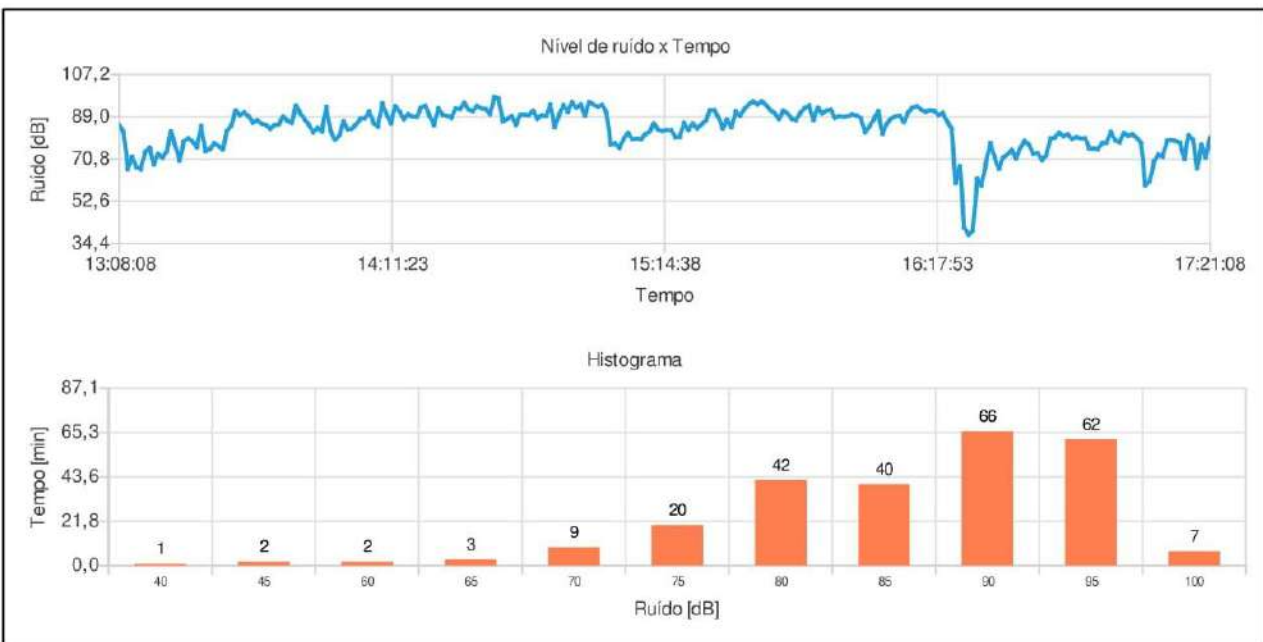 Nível de ruído x Tempo
107,2
89,0
70,8
52,6
34,4
Ruído [dB]
13:08:08 14:11:23 15:14:38 16:17:53 17:21:08
Tempo
Histograma
87,1
65,3
43,6
21,8
0,0
Tempo [min]
1 2 2 3 9 20 42 40 66 62 7
40 45 60 65 70 75 80 85 90 95 100
Ruído [dB]